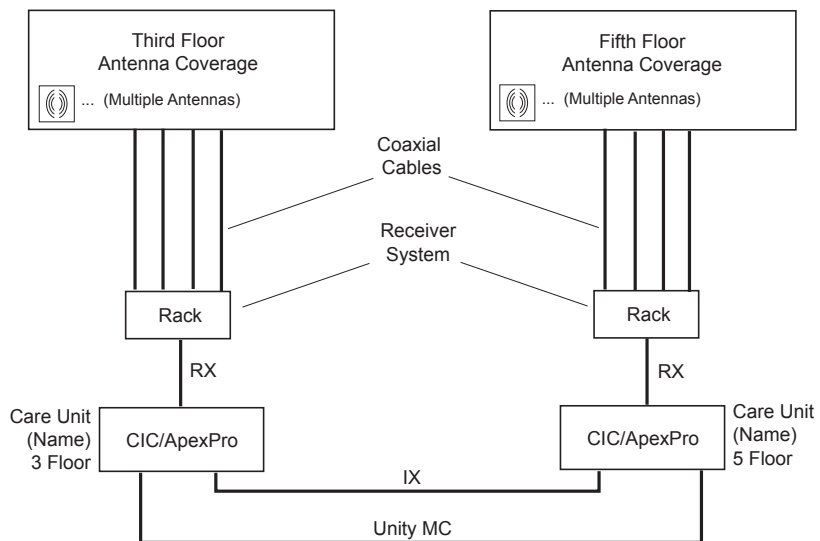 Third Floor
Antenna Coverage
... (Multiple Antennas)
Fifth Floor
Antenna Coverage
... (Multiple Antennas)
Coaxial
Cables
Receiver
System
Rack
Rack
RX
RX
Care Unit
(Name)
3 Floor
CIC/ApexPro
CIC/ApexPro
Care Unit
(Name)
5 Floor
IX
Unity MC